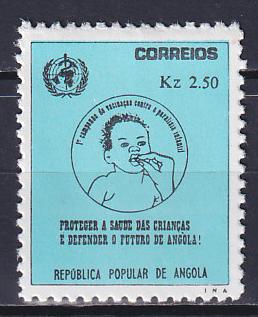 CORREIOS
Kz 2.50
1ª campanha de vacinação contra a paralisia infantil
PROTEGER A SAUDE DAS CRIANÇAS
E DEFENDER O FUTURO DE ANGOLA!
REPÚBLICA POPULAR DE ANGOLA
I N A